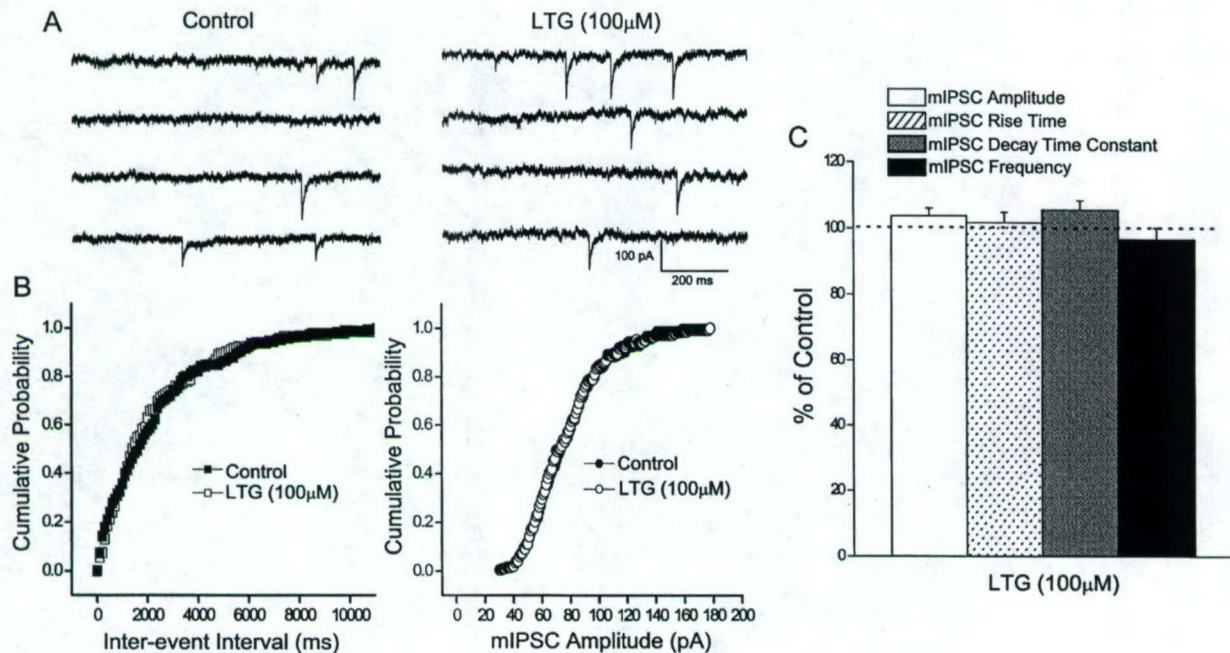 A
Control
LTG (100μM)
100 pA
200 ms
B
Cumulative Probability
1.0
0.8
0.6
0.4
0.2
0.0
Control
LTG (100μM)
0 2000 4000 6000 8000 10000
Inter-event Interval (ms)
Cumulative Probability
1.0
0.8
0.6
0.4
0.2
0.0
Control
LTG (100μM)
0 20 40 60 80 100 120 140 160 180 200
mIPSC Amplitude (pA)
C
mIPSC Amplitude
mIPSC Rise Time
mIPSC Decay Time Constant
mIPSC Frequency
% of Control
120
100
80
60
40
20
0
LTG (100μM)